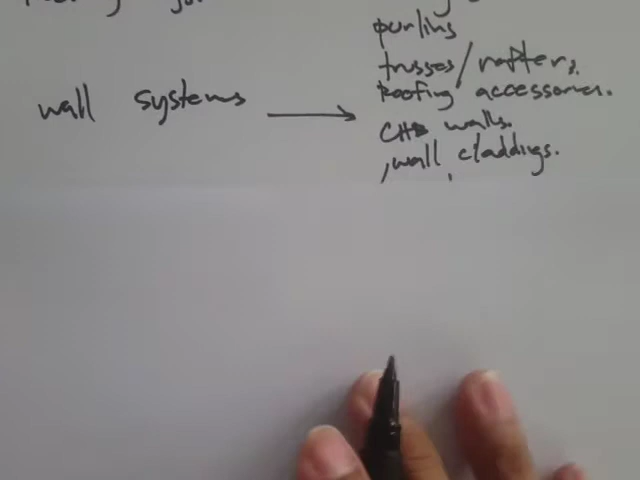 purlins
trusses/rafters.
Roofing accessories.
wall systems
CHB walls.
wall claddings.